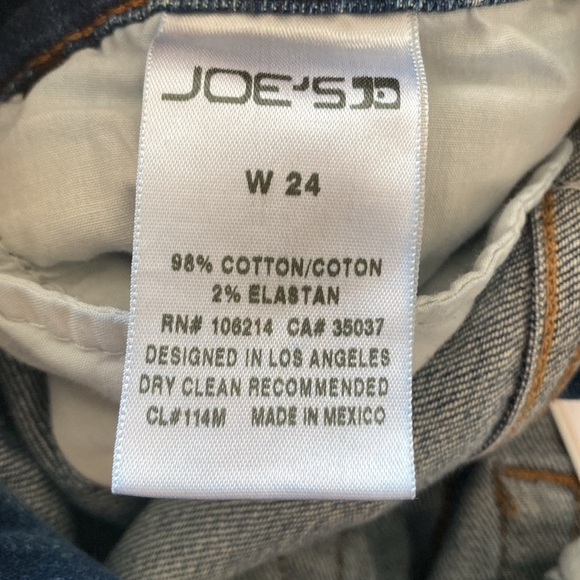 JOE'S JD
W 24
98% COTTON/COTON
2% ELASTAN
RN# 106214 CA# 35037
DESIGNED IN LOS ANGELES
DRY CLEAN RECOMMENDED
CL#114M MADE IN MEXICO